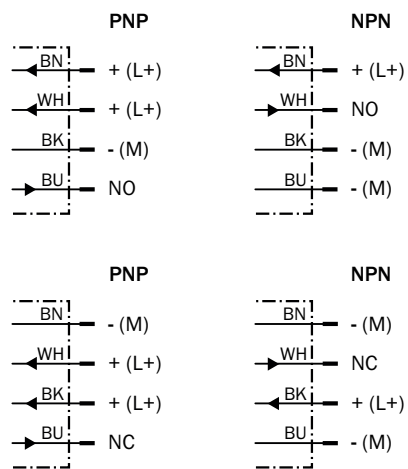 PNP
BN + (L+)
WH + (L+)
BK - (M)
BU NO
NPN
BN + (L+)
WH NO
BK - (M)
BU - (M)
PNP
BN - (M)
WH + (L+)
BK + (L+)
BU NC
NPN
BN - (M)
WH NC
BK + (L+)
BU - (M)